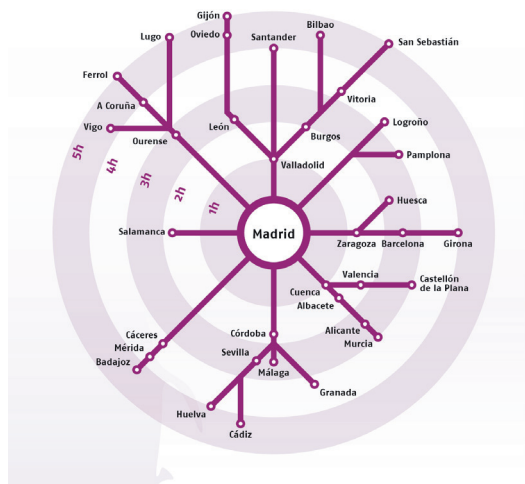 Gijón
Oviedo
Lugo
Santander
Bilbao
San Sebastián
Ferrol
A Coruña
Vitoria
Vigo
Ourense
León
Burgos
Logroño
Pamplona
Valladolid
5h
4h
3h
2h
1h
Huesca
Salamanca
Madrid
Zaragoza
Barcelona
Girona
Valencia
Castellón
de la Plana
Cuenca
Albacete
Alicante
Murcia
Cáceres
Mérida
Badajoz
Córdoba
Sevilla
Málaga
Granada
Huelva
Cádiz